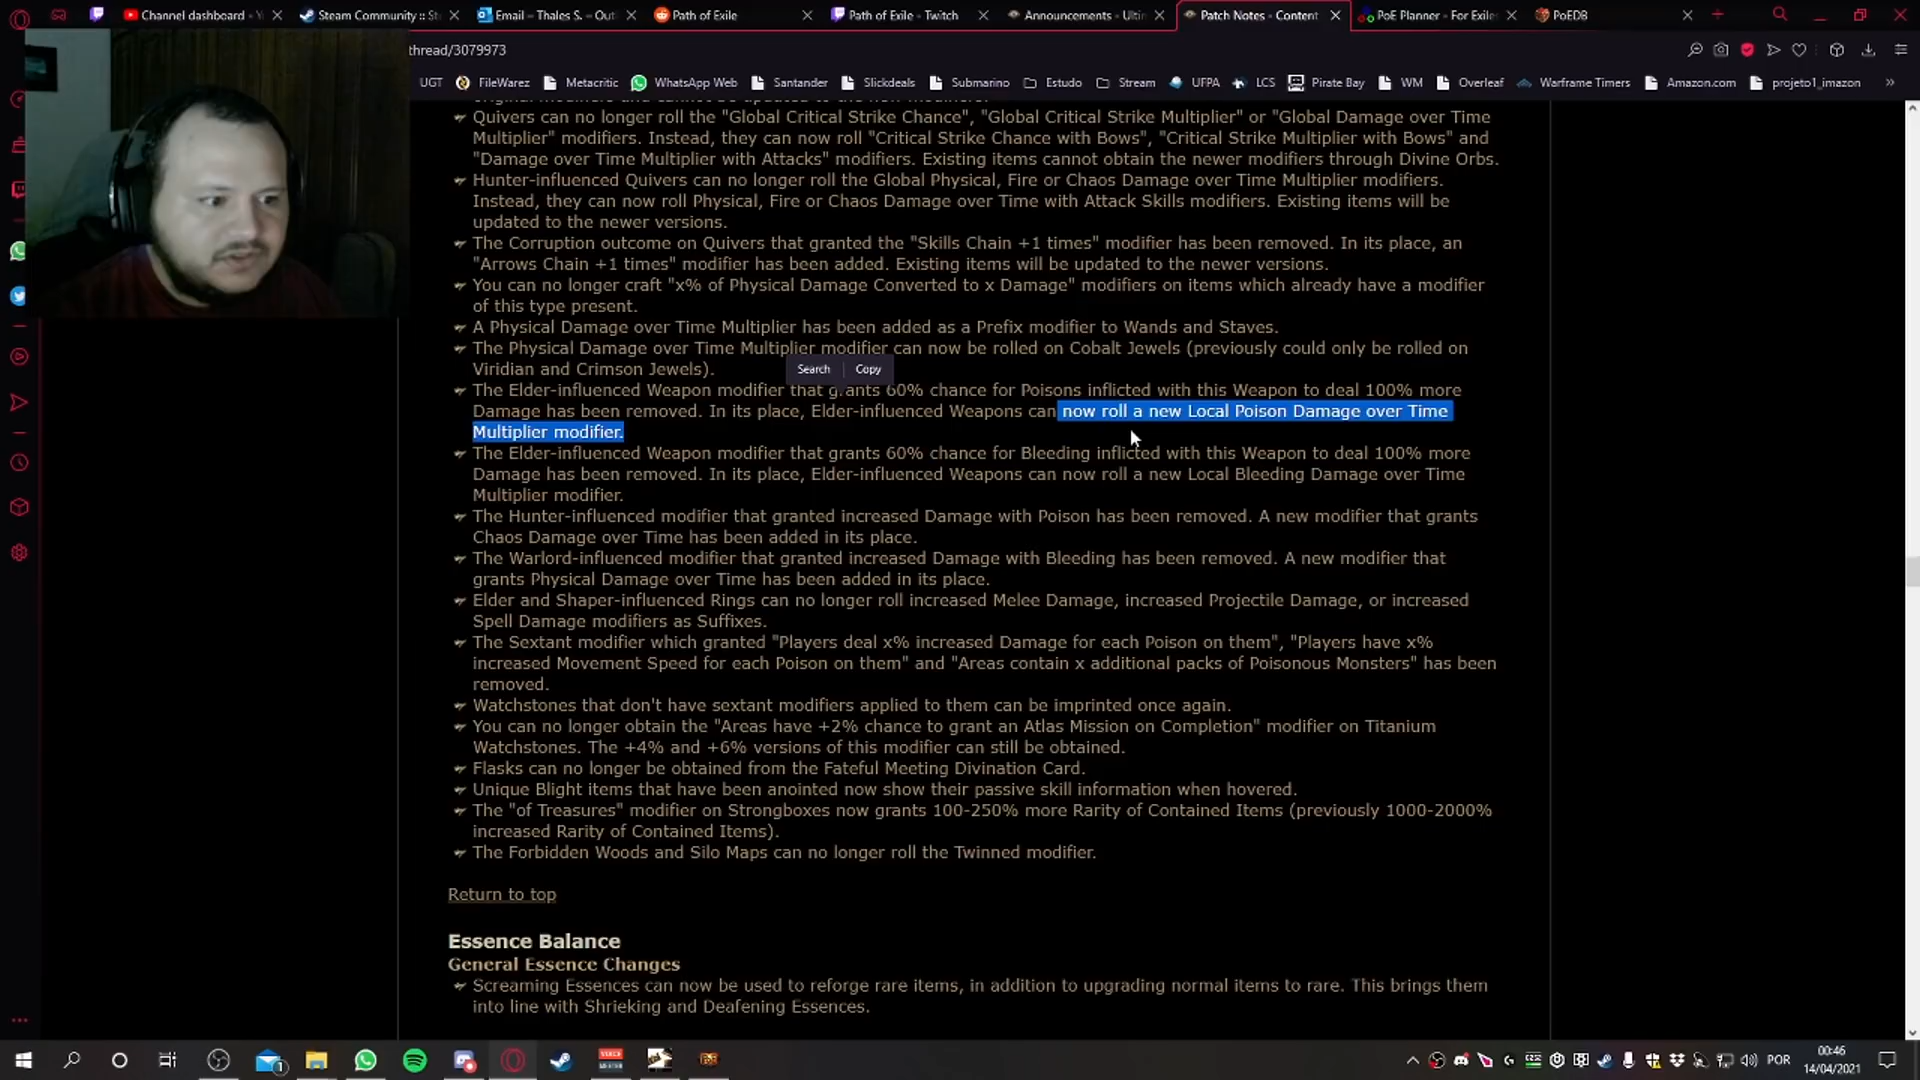 Channel dashboard - Y
Steam Community :: St
Email – Thales S. – Out
Path of Exile
Path of Exile - Twitch
Announcements - Ulti
Patch Notes - Content
PoE Planner - For Exile
PoEDB
thread/3079973
UGT
FileWarez
Metacritic
WhatsApp Web
Santander
Slickdeals
Submarino
Estudo
Stream
UFPA
LCS
Pirate Bay
WM
Overleaf
Warframe Timers
Amazon.com
projeto1_imazon
Quivers can no longer roll the "Global Critical Strike Chance", "Global Critical Strike Multiplier" or "Global Damage over Time
Multiplier" modifiers. Instead, they can now roll "Critical Strike Chance with Bows", "Critical Strike Multiplier with Bows" and
"Damage over Time Multiplier with Attacks" modifiers. Existing items cannot obtain the newer modifiers through Divine Orbs.
Hunter-influenced Quivers can no longer roll the Global Physical, Fire or Chaos Damage over Time Multiplier modifiers.
Instead, they can now roll Physical, Fire or Chaos Damage over Time with Attack Skills modifiers. Existing items will be
updated to the newer versions.
The Corruption outcome on Quivers that granted the "Skills Chain +1 times" modifier has been removed. In its place, an
"Arrows Chain +1 times" modifier has been added. Existing items will be updated to the newer versions.
You can no longer craft "x% of Physical Damage Converted to x Damage" modifiers on items which already have a modifier
of this type present.
A Physical Damage over Time Multiplier has been added as a Prefix modifier to Wands and Staves.
The Physical Damage over Time Multiplier modifier can now be rolled on Cobalt Jewels (previously could only be rolled on
Viridian and Crimson Jewels).
Search
Copy
The Elder-influenced Weapon modifier that grants 60% chance for Poisons inflicted with this Weapon to deal 100% more
Damage has been removed. In its place, Elder-influenced Weapons can now roll a new Local Poison Damage over Time
Multiplier modifier.
The Elder-influenced Weapon modifier that grants 60% chance for Bleeding inflicted with this Weapon to deal 100% more
Damage has been removed. In its place, Elder-influenced Weapons can now roll a new Local Bleeding Damage over Time
Multiplier modifier.
The Hunter-influenced modifier that granted increased Damage with Poison has been removed. A new modifier that grants
Chaos Damage over Time has been added in its place.
The Warlord-influenced modifier that granted increased Damage with Bleeding has been removed. A new modifier that
grants Physical Damage over Time has been added in its place.
Elder and Shaper-influenced Rings can no longer roll increased Melee Damage, increased Projectile Damage, or increased
Spell Damage modifiers as Suffixes.
The Sextant modifier which granted "Players deal x% increased Damage for each Poison on them", "Players have x%
increased Movement Speed for each Poison on them" and "Areas contain x additional packs of Poisonous Monsters" has been
removed.
Watchstones that don't have sextant modifiers applied to them can be imprinted once again.
You can no longer obtain the "Areas have +2% chance to grant an Atlas Mission on Completion" modifier on Titanium
Watchstones. The +4% and +6% versions of this modifier can still be obtained.
Flasks can no longer be obtained from the Fateful Meeting Divination Card.
Unique Blight items that have been anointed now show their passive skill information when hovered.
The "of Treasures" modifier on Strongboxes now grants 100-250% more Rarity of Contained Items (previously 1000-2000%
increased Rarity of Contained Items).
The Forbidden Woods and Silo Maps can no longer roll the Twinned modifier.
Return to top
Essence Balance
General Essence Changes
Screaming Essences can now be used to reforge rare items, in addition to upgrading normal items to rare. This brings them
into line with Shrieking and Deafening Essences.
POR
00:46
14/04/2021